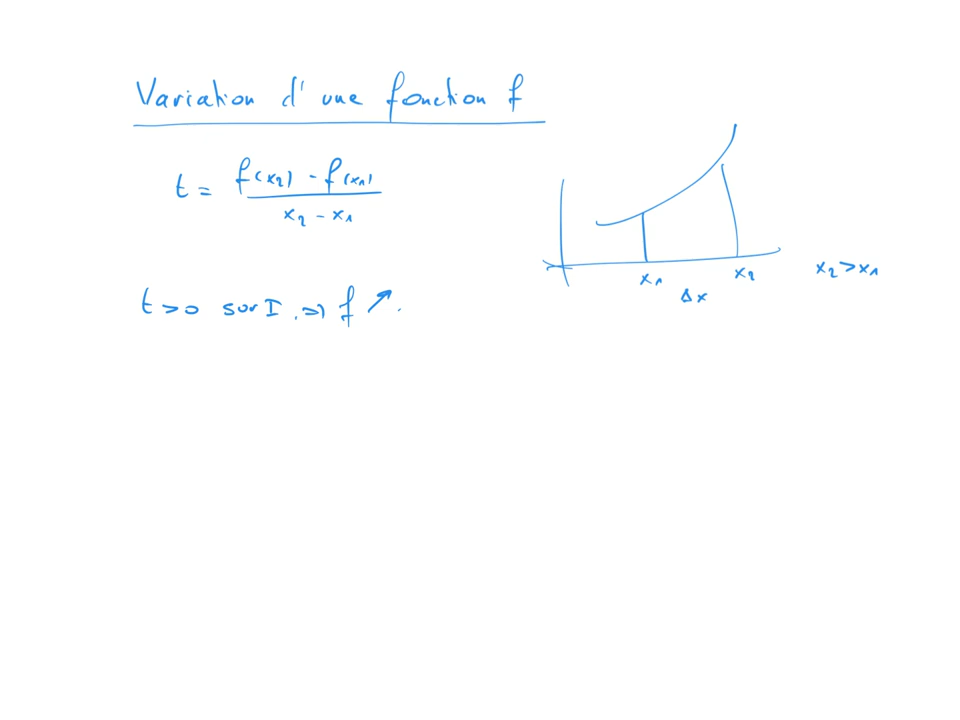 Variation d'une fonction f
t = f(x2) - f(x1) / x2 - x1
x1 x2 x2 > x1
Δx
t > 0 sur I ⇒ f ↗.